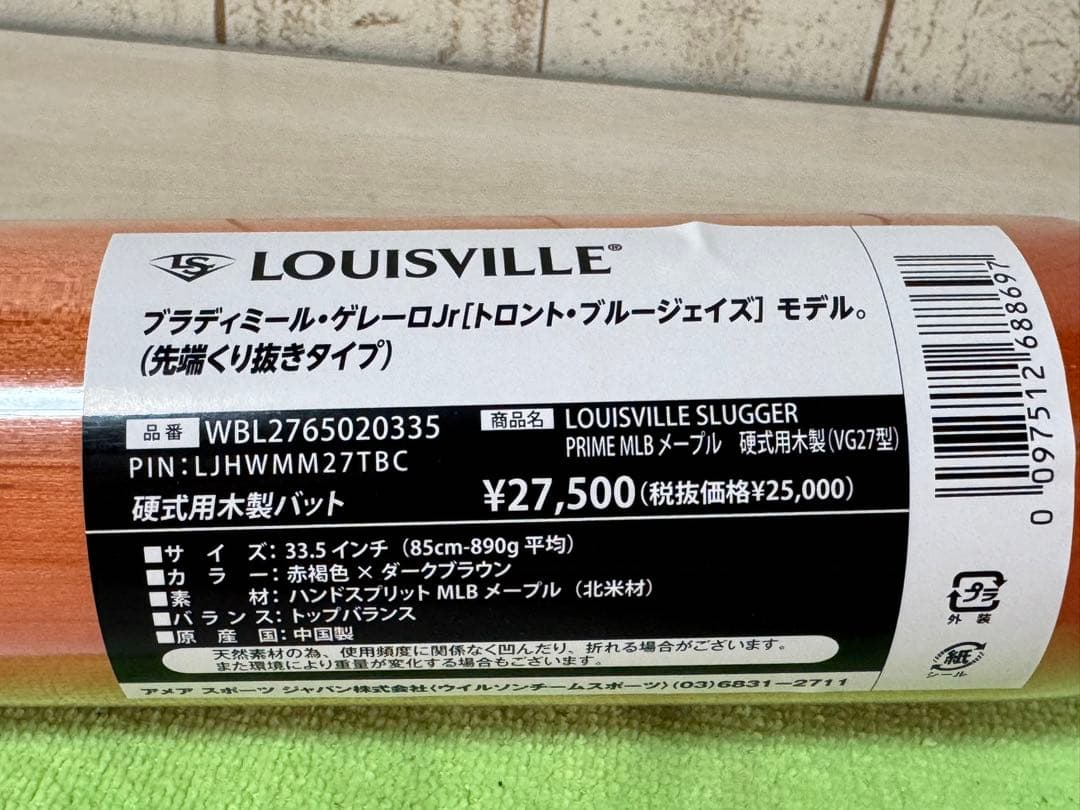 LS
LOUISVILLE®
ブラディミール・ゲレーロJr[トロント・ブルージェイズ] モデル。
(先端くり抜きタイプ)
品番 WBL2765020335
PIN:LJHWMM27TBC
硬式用木製バット
商品名 LOUISVILLE SLUGGER
PRIME MLB メープル 硬式用木製(VG27型)
¥27,500(税抜価格¥25,000)
■サイズ:33.5インチ(85cm-890g平均)
■カラー:赤褐色×ダークブラウン
■素材:ハンドスプリットMLBメープル(北米材)
■バランス:トップバランス
■原産国:中国製
天然素材の為、使用頻度に関係なく凹んだり、折れる場合がございます。
また環境により重量が変化する場合もございます。
アメア スポーツ ジャパン株式会社〈ウイルソンチームスポーツ〉(03)6831-2711
0 097512 688697
プラ
外装
紙
シール